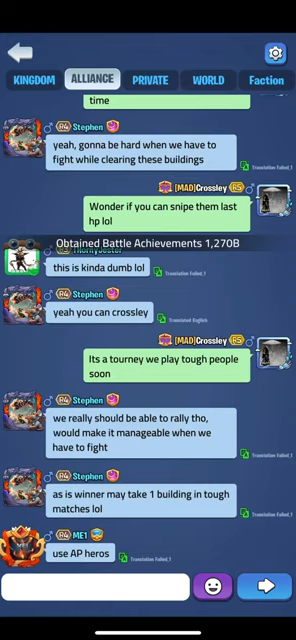 KINGDOM ALLIANCE PRIVATE WORLD Faction
time
R4 Stephen
yeah, gonna be hard when we have to
fight while clearing these buildings
Translation Failed_1
[MAD]Crossley R5
Wonder if you can snipe them last
hp lol
Obtained Battle Achievements 1,270B
this is kinda dumb lol
Translation Failed_1
R4 Stephen
yeah you can crossley
Translated English
[MAD]Crossley R5
Its a tourney we play tough people
soon
R4 Stephen
we really should be able to rally tho,
would make it manageable when we
have to fight
Translation Failed_1
R4 Stephen
as is winner may take 1 building in tough
matches lol
Translation Failed_1
R4 ME1
use AP heros
Translation Failed_1